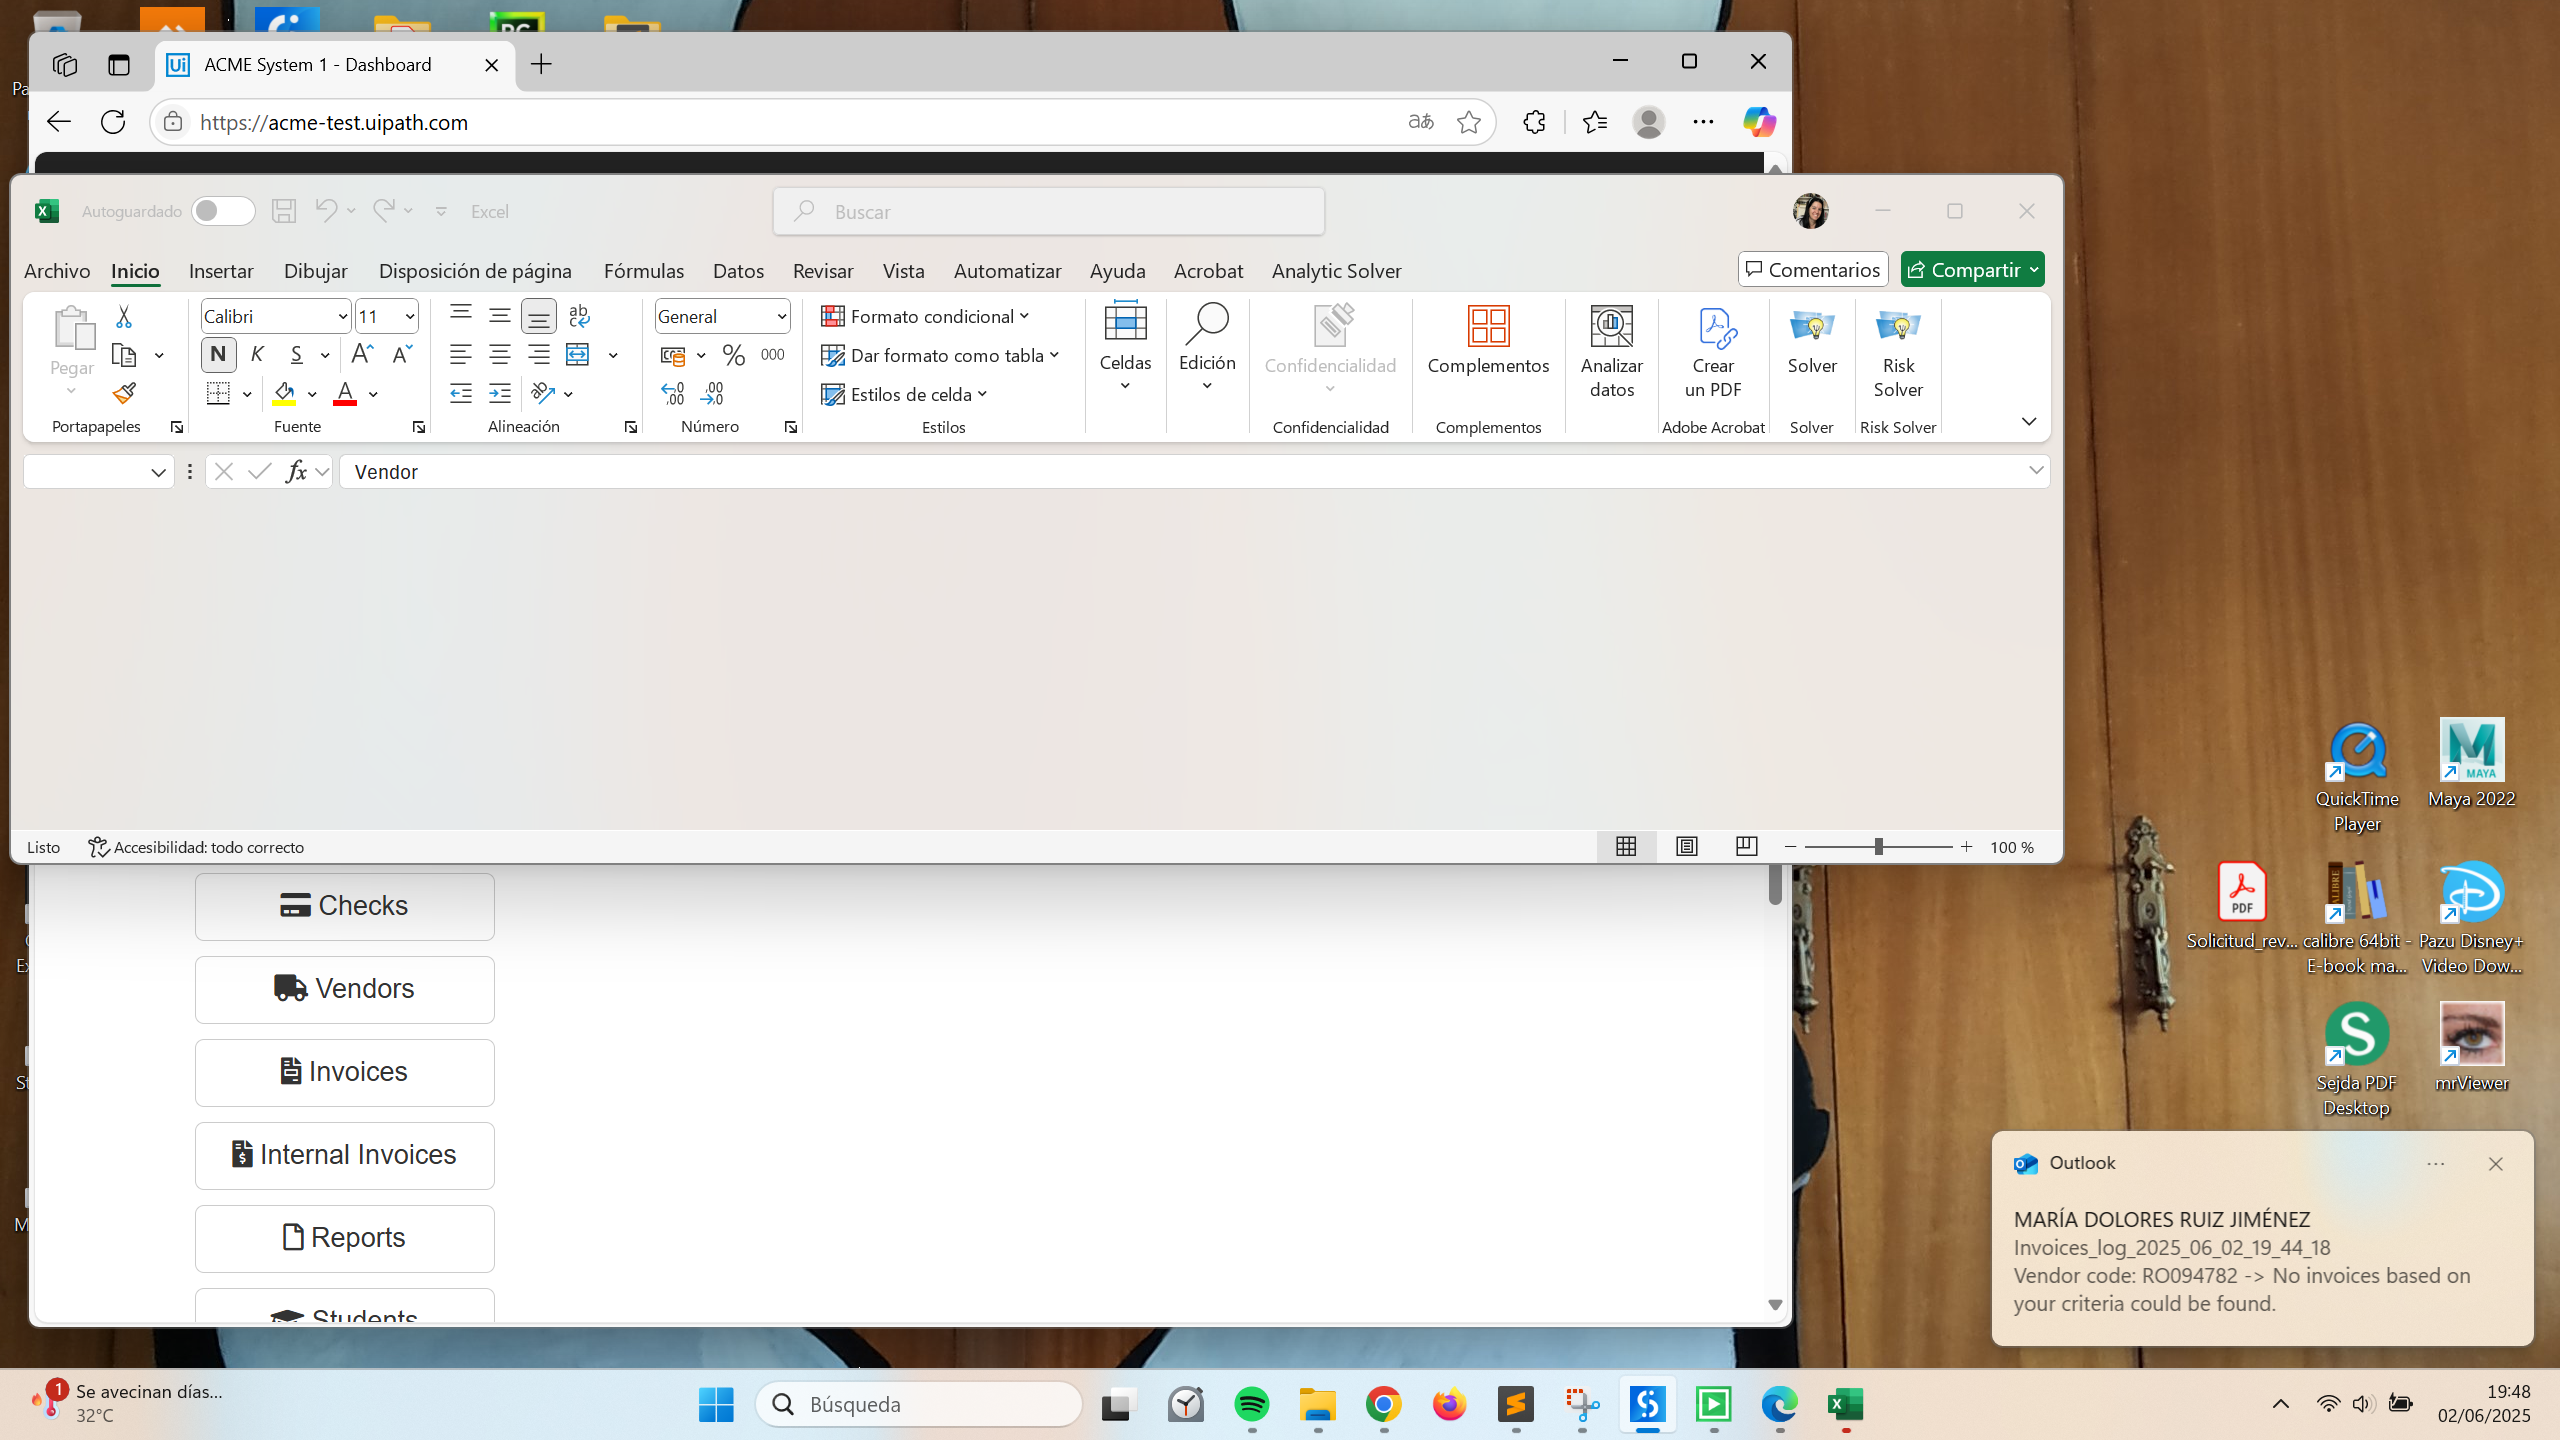 ACME System 1 - Dashboard
https://acme-test.uipath.com
Autoguardado
Excel
Buscar
Archivo Inicio Insertar Dibujar Disposición de página Fórmulas Datos Revisar Vista Automatizar Ayuda Acrobat Analytic Solver
Comentarios Compartir
Pegar
Portapapeles
Calibri 11
N K S
Fuente
Alineación
General
% 000
Número
Formato condicional
Dar formato como tabla
Estilos de celda
Estilos
Celdas
Edición
Confidencialidad
Confidencialidad
Complementos
Complementos
Analizar
datos
Crear
un PDF
Adobe Acrobat
Solver
Solver
Risk
Solver
Risk Solver
fx Vendor
Listo Accesibilidad: todo correcto
100 %
Checks
Vendors
Invoices
Internal Invoices
Reports
Students
QuickTime
Player
Maya 2022
Solicitud_rev...
calibre 64bit -
E-book ma...
Pazu Disney+
Video Dow...
Sejda PDF
Desktop
mrViewer
Outlook
MARÍA DOLORES RUIZ JIMÉNEZ
Invoices_log_2025_06_02_19_44_18
Vendor code: RO094782 -> No invoices based on
your criteria could be found.
1
Se avecinan días...
32°C
Búsqueda
19:48
02/06/2025